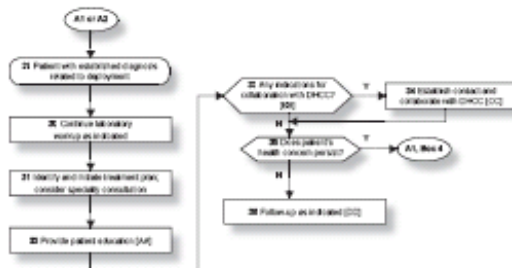 A1 or A2
Patient with established diagnosis
related to deployment
Continue laboratory
workup as indicated
Identify and initiate treatment plan;
consider specialty consultation
Provide patient education [AA]
Any indications for
collaboration with DHCC?
Y
Establish contact and
collaborate with DHCC [CC]
N
Does patient's
health concern persist?
Y
A1, Box 4
N
Follow-up as indicated